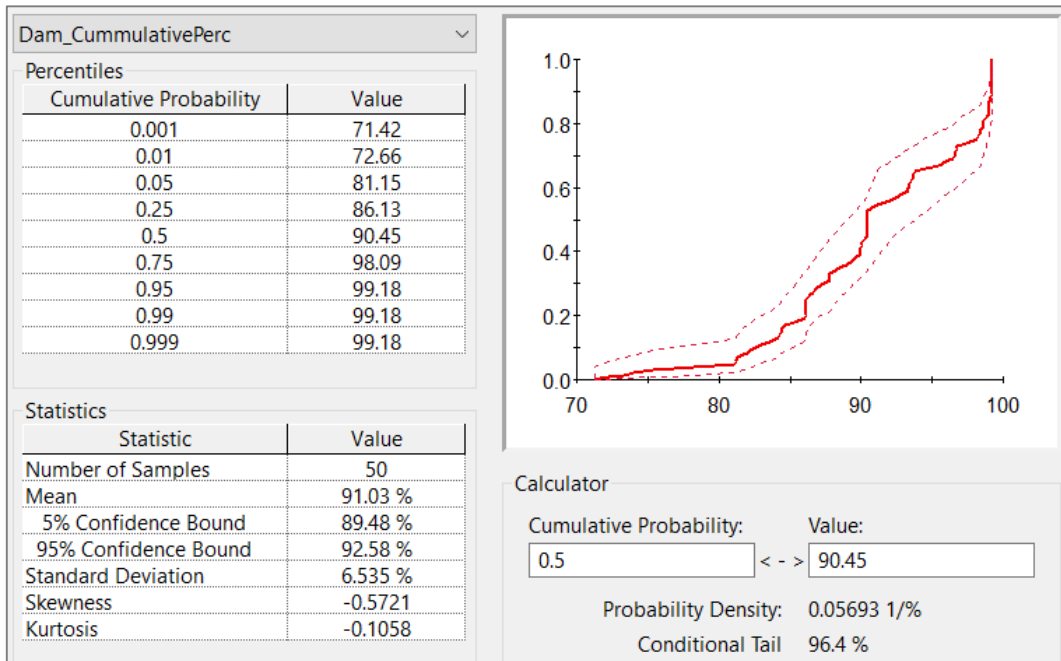 Dam_CummulativePerc
Percentiles
Cumulative Probability Value
0.001 71.42
0.01 72.66
0.05 81.15
0.25 86.13
0.5 90.45
0.75 98.09
0.95 99.18
0.99 99.18
0.999 99.18
Statistics
Statistic Value
Number of Samples 50
Mean 91.03 %
5% Confidence Bound 89.48 %
95% Confidence Bound 92.58 %
Standard Deviation 6.535 %
Skewness -0.5721
Kurtosis -0.1058
1.0
0.8
0.6
0.4
0.2
0.0
70 80 90 100
Calculator
Cumulative Probability: Value:
0.5 < - > 90.45
Probability Density: 0.05693 1/%
Conditional Tail 96.4 %